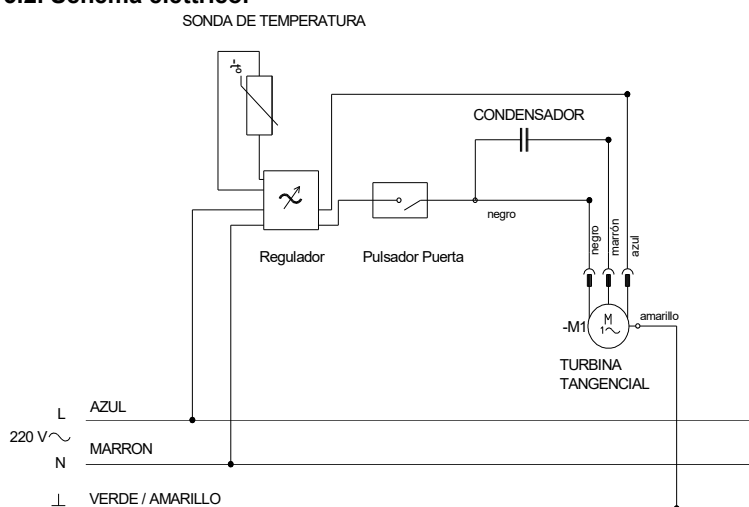 SONDA DE TEMPERATURA
-tº
CONDENSADOR
negro
negro
marrón
azul
Regulador
Pulsador Puerta
-M1
M
1
amarillo
TURBINA
TANGENCIAL
L
AZUL
220 V
MARRON
N
VERDE / AMARILLO